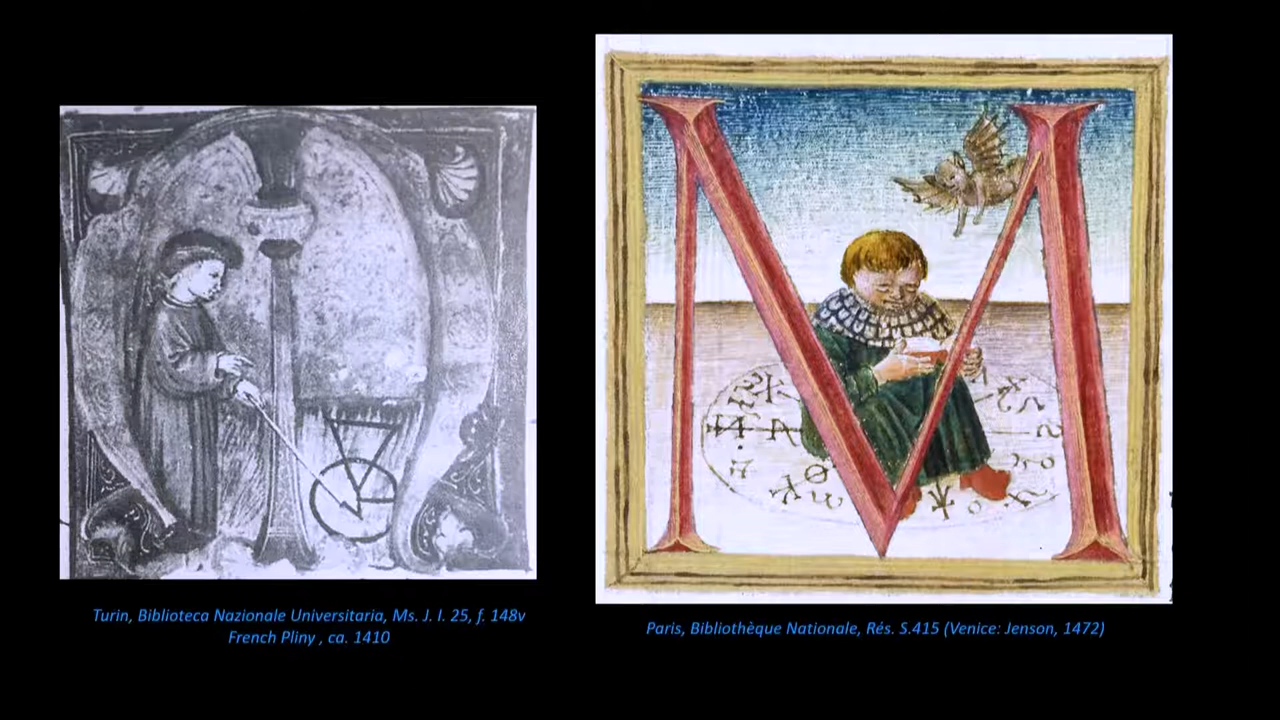 M
Turin, Biblioteca Nazionale Universitaria, Ms. J. I. 25, f. 148v
French Pliny , ca. 1410
Paris, Bibliothèque Nationale, Rés. S.415 (Venice: Jenson, 1472)